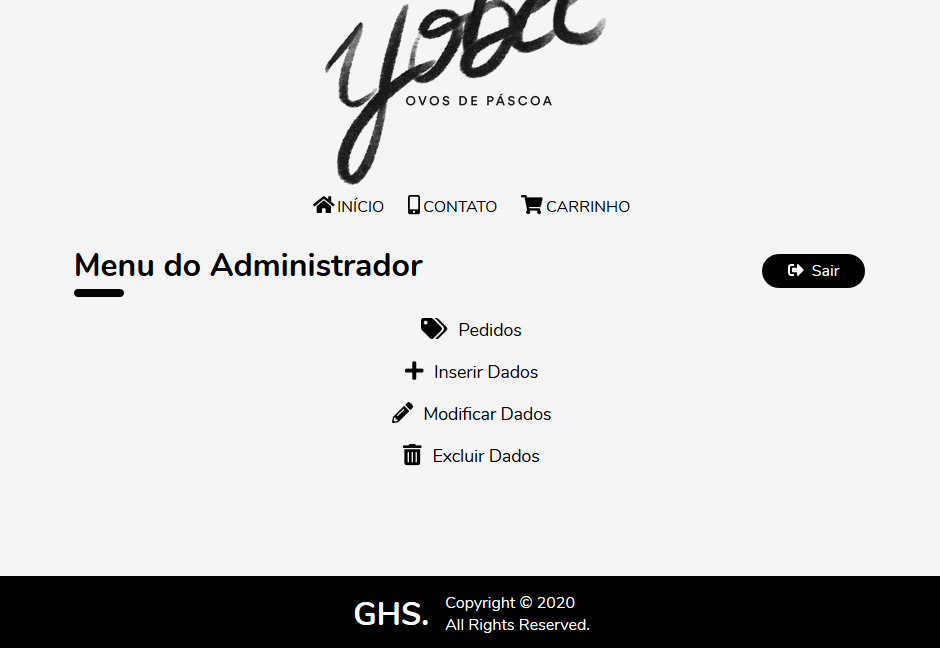 yobel
OVOS DE PÁSCOA
INÍCIO CONTATO CARRINHO
Menu do Administrador
Sair
Pedidos
Inserir Dados
Modificar Dados
Excluir Dados
GHS.
Copyright © 2020
All Rights Reserved.